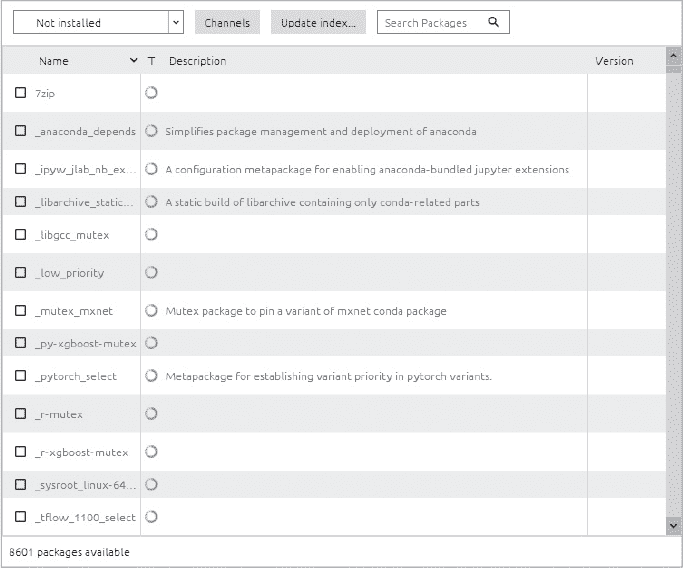 Not installed Channels Update index... Search Packages
Name T Description Version
7zip
_anaconda_depends Simplifies package management and deployment of anaconda
_ipyw_jlab_nb_ex... A configuration metapackage for enabling anaconda-bundled jupyter extensions
_libarchive_static... A static build of libarchive containing only conda-related parts
_libgcc_mutex
_low_priority
_mutex_mxnet Mutex package to pin a variant of mxnet conda package
_py-xgboost-mutex
_pytorch_select Metapackage for establishing variant priority in pytorch variants.
_r-mutex
_r-xgboost-mutex
_sysroot_linux-64...
_tflow_1100_select
8601 packages available